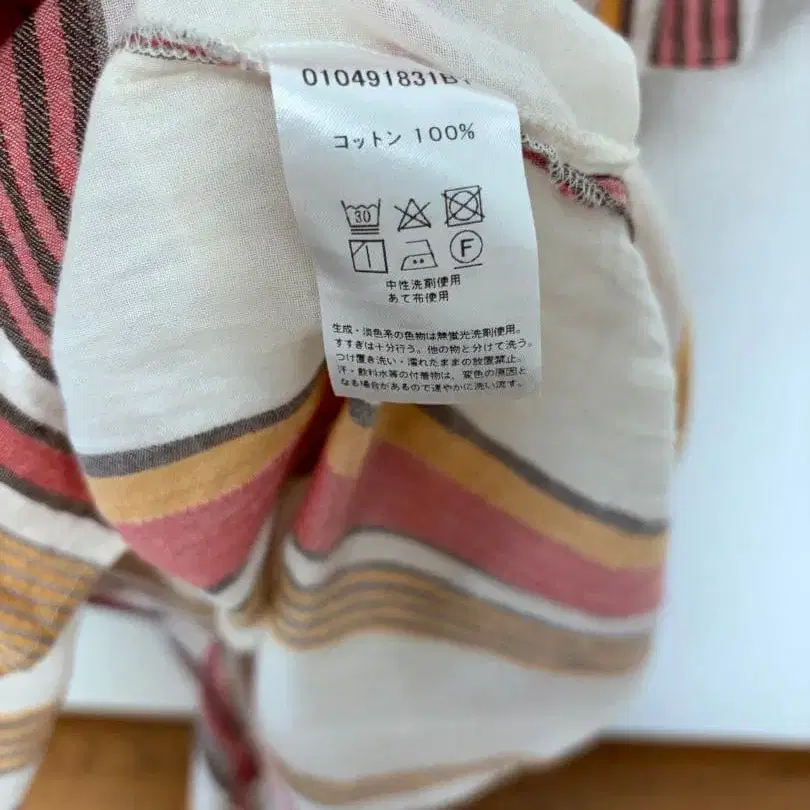 010491831B1
コットン 100%
30
F
中性洗剤使用
あて布使用
生成・淡色系の色物は無蛍光洗剤使用。
すすぎは十分行う。他の物と分けて洗う。
つけ置き洗い・濡れたままの放置禁止。
汗・飲料水等の付着物は、変色の原因と
なる場合があるので速やかに洗い流す。